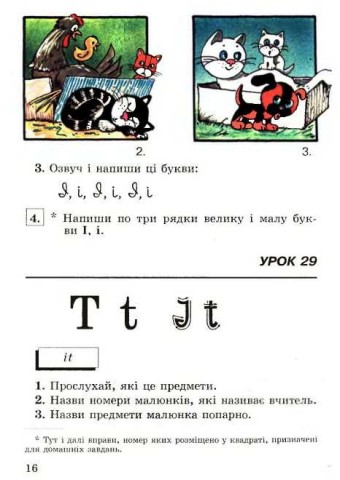 2. 3.
3. Озвуч і напиши ці букви:
I, i, I, i, I, i
4. * Напиши по три рядки велику і малу бук-
ви I, i.
УРОК 29
T t T t
it
1. Прослухай, які це предмети.
2. Назви номери малюнків, які називає вчитель.
3. Назви предмети малюнка попарно.
* Тут і далі вправи, номер яких розміщено у квадраті, призначені
для домашніх завдань.
16